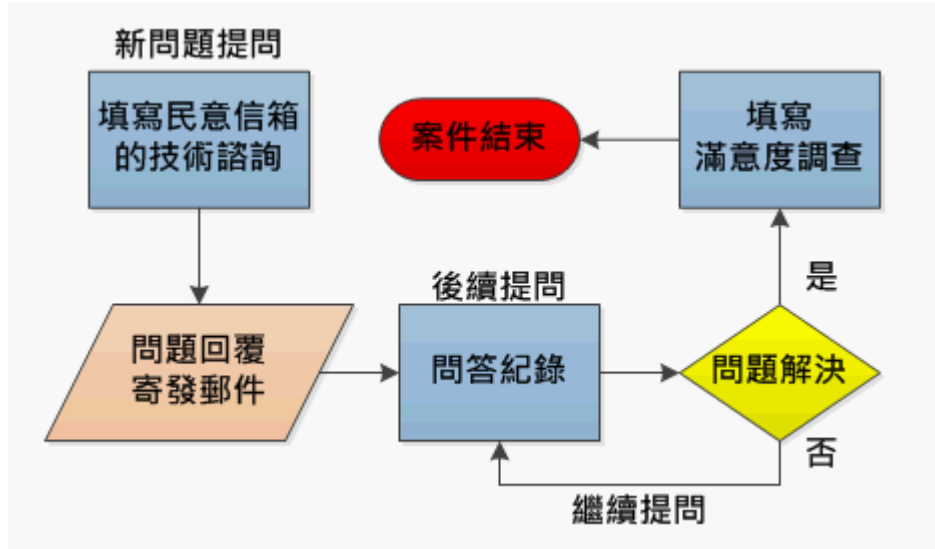 新問題提問
填寫民意信箱
的技術諮詢
問題回覆
寄發郵件
後續提問
問答紀錄
問題解決
否
繼續提問
是
填寫
滿意度調查
案件結束